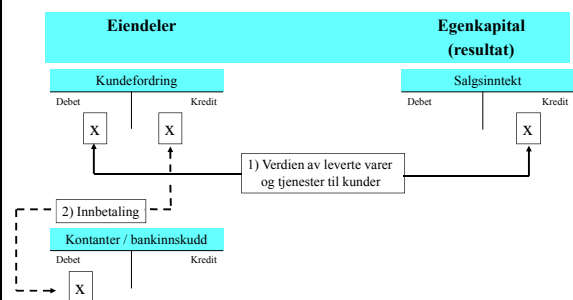 Eiendeler
Egenkapital
(resultat)
Kundefordring
Debet
Kredit
X
X
Salgsinntekt
Debet
Kredit
X
1) Verdien av leverte varer
og tjenester til kunder
2) Innbetaling
Kontanter / bankinnskudd
Debet
Kredit
X